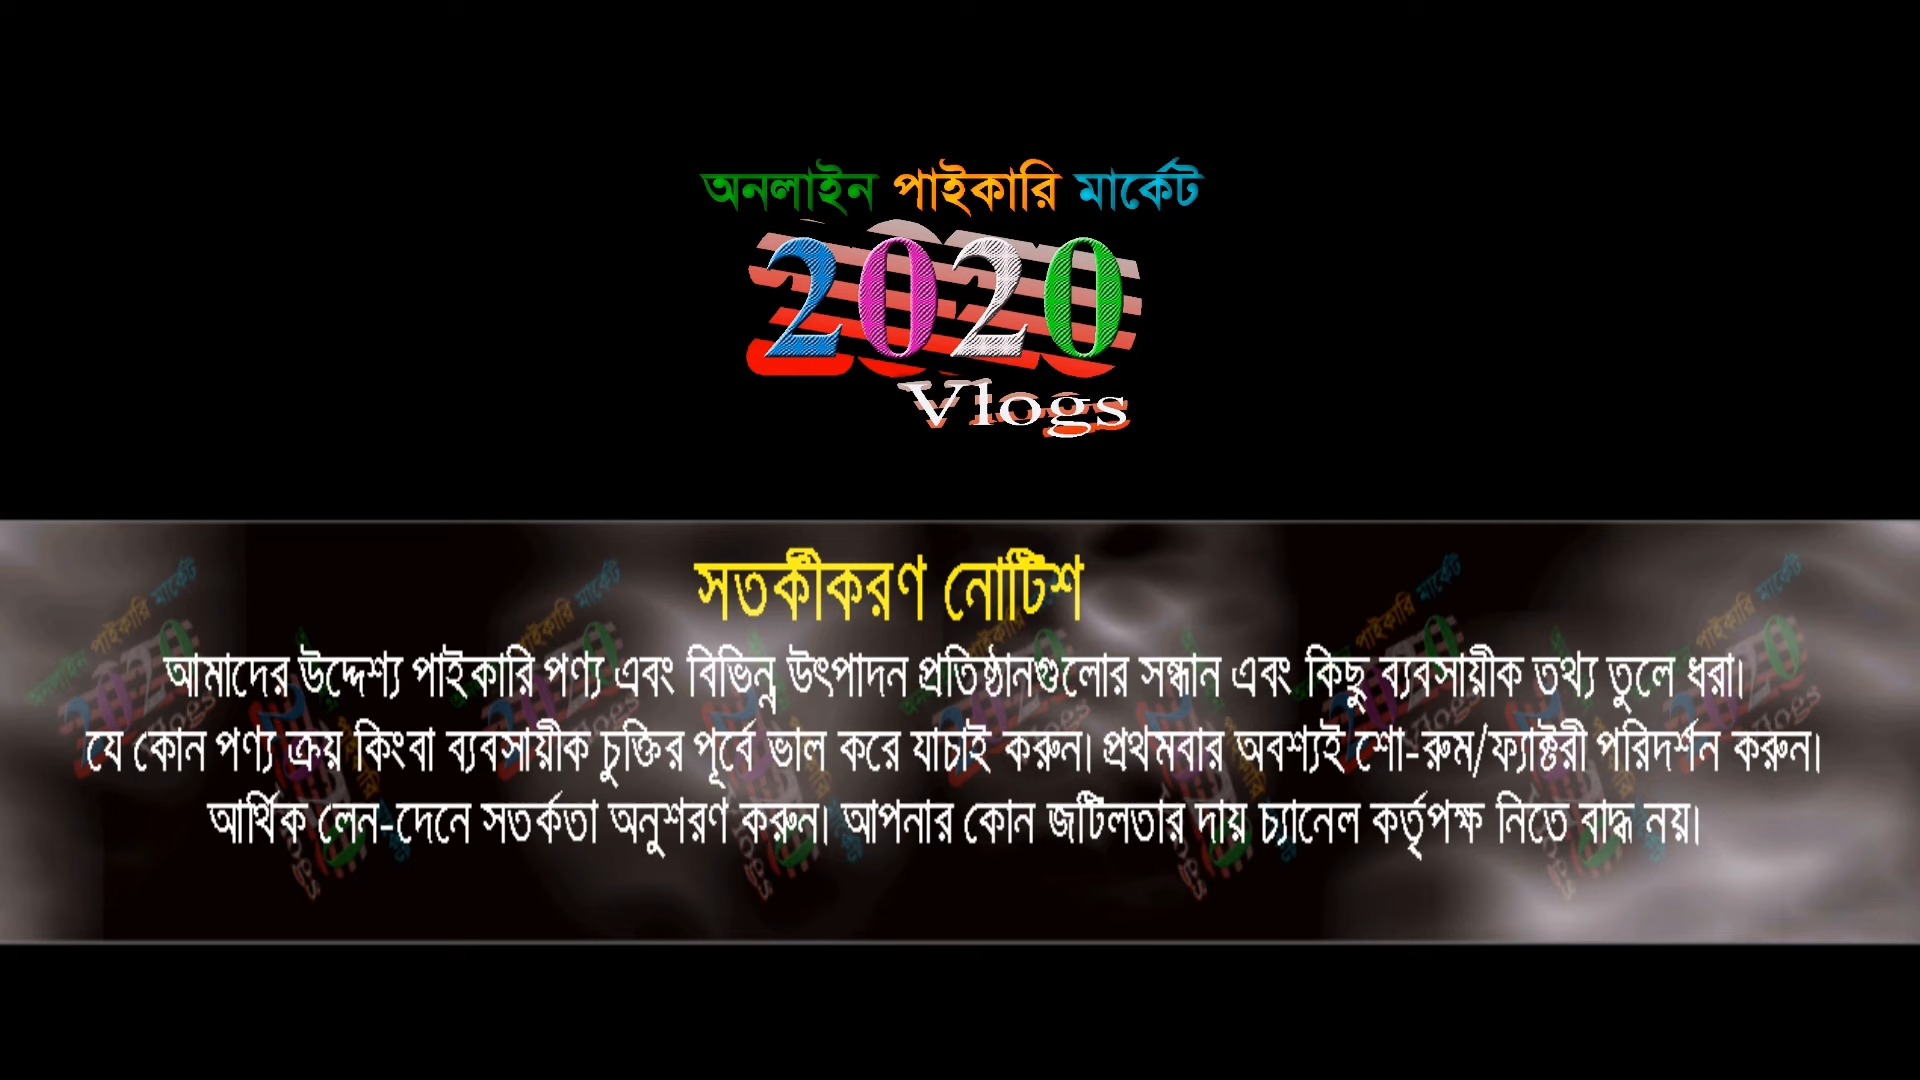 অনলাইন পাইকারি মার্কেট
2020
Vlogs
সতর্কীকরণ নোটিশ
আমাদের উদ্দেশ্য পাইকারি পণ্য এবং বিভিন্ন উৎপাদন প্রতিষ্ঠানগুলোর সন্ধান এবং কিছু ব্যবসায়ীক তথ্য তুলে ধরা।
যে কোন পণ্য ক্রয় কিংবা ব্যবসায়ীক চুক্তির পূর্বে ভাল করে যাচাই করুন। প্রথমবার অবশ্যই শো-রুম/ফ্যাক্টরী পরিদর্শন করুন।
আর্থিক লেন-দেনে সতর্কতা অনুশরণ করুন। আপনার কোন জটিলতার দায় চ্যানেল কর্তৃপক্ষ নিতে বাদ্ধ নয়।